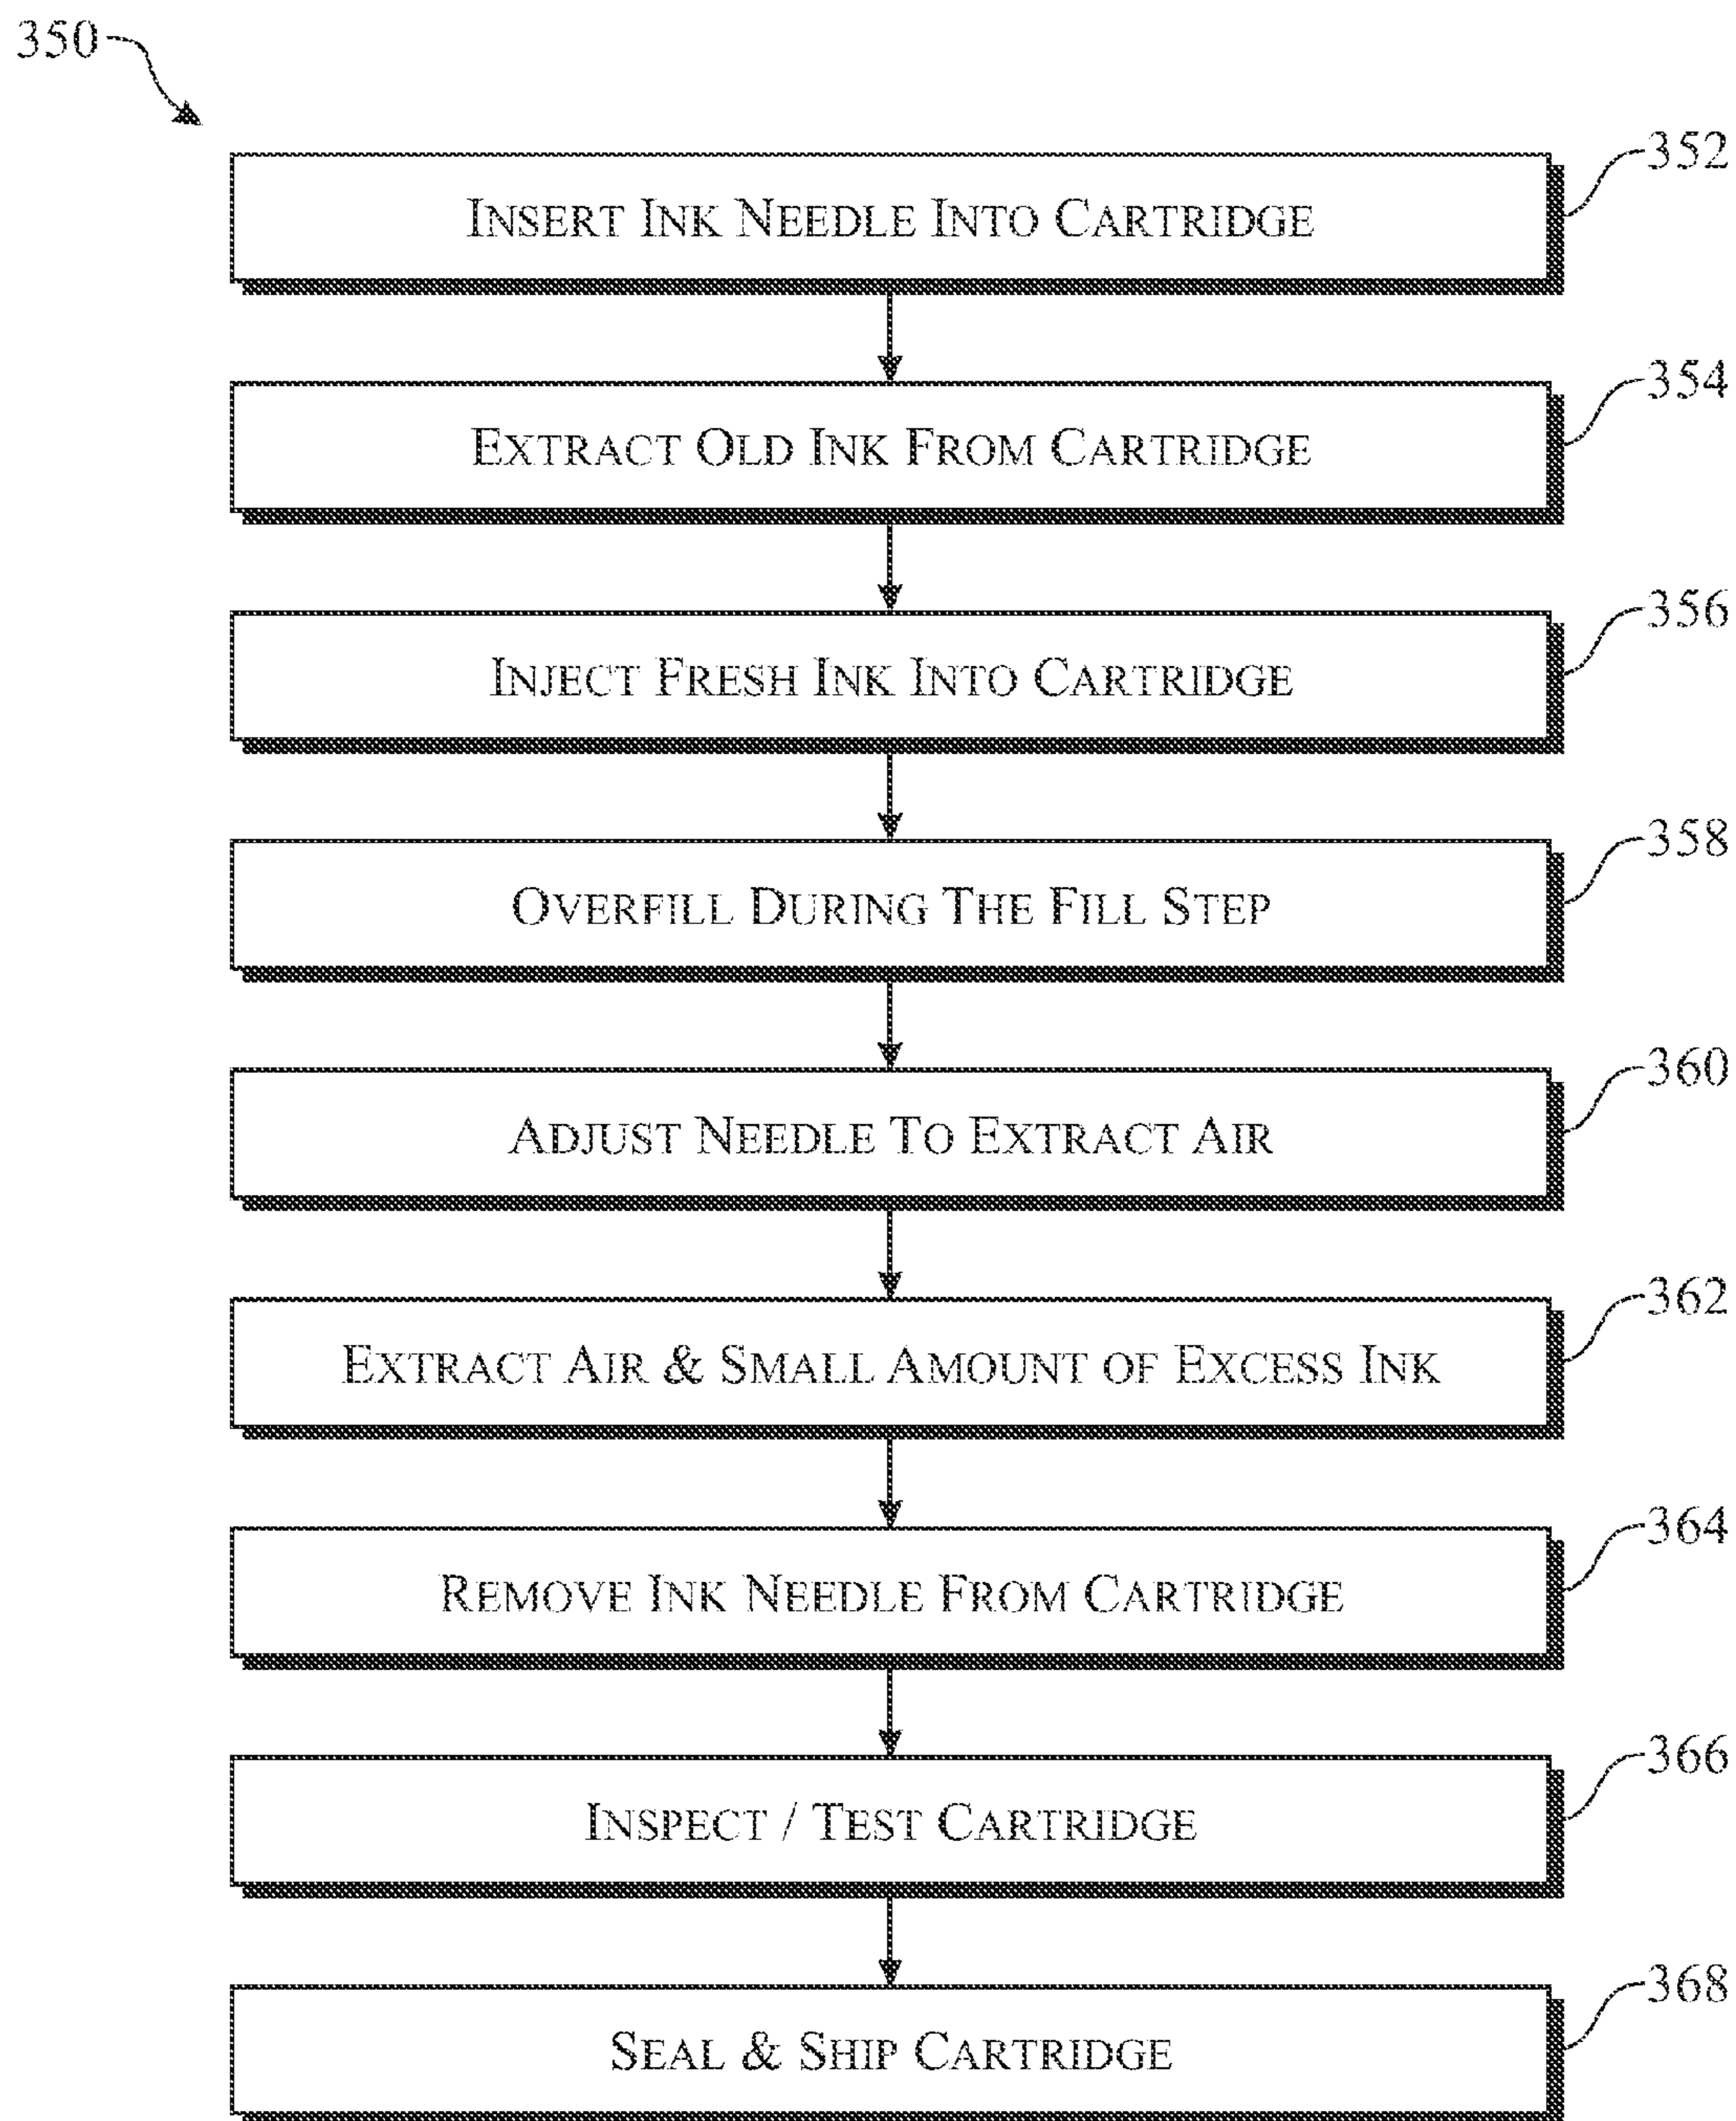 350
352
INSERT INK NEEDLE INTO CARTRIDGE
354
EXTRACT OLD INK FROM CARTRIDGE
356
INJECT FRESH INK INTO CARTRIDGE
358
OVERFILL DURING THE FILL STEP
360
ADJUST NEEDLE TO EXTRACT AIR
362
EXTRACT AIR & SMALL AMOUNT OF EXCESS INK
364
REMOVE INK NEEDLE FROM CARTRIDGE
366
INSPECT / TEST CARTRIDGE
368
SEAL & SHIP CARTRIDGE